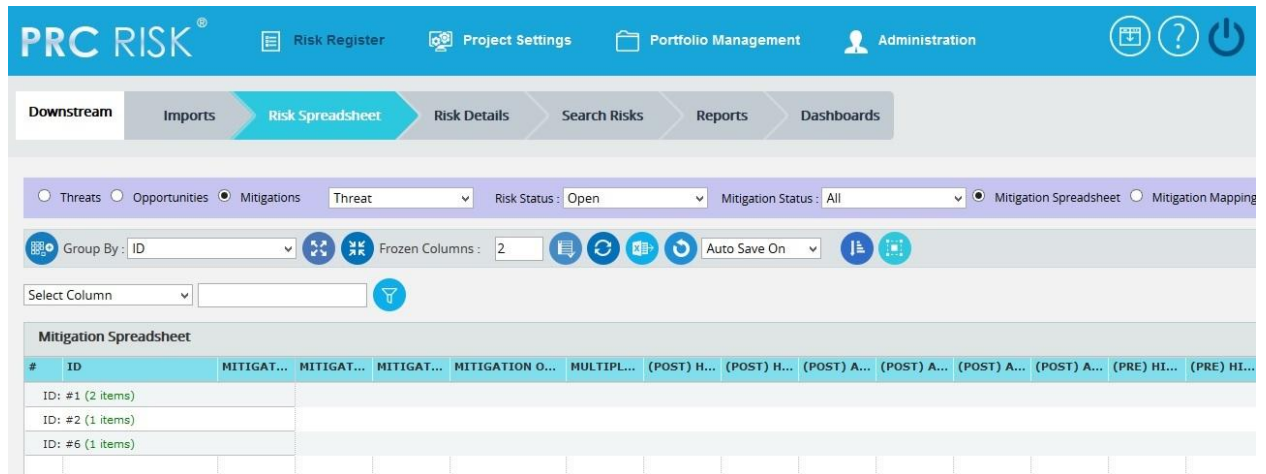 PRC RISK® Risk Register Project Settings Portfolio Management Administration ?
Downstream Imports Risk Spreadsheet Risk Details Search Risks Reports Dashboards
Threats Opportunities Mitigations Threat Risk Status : Open Mitigation Status : All Mitigation Spreadsheet Mitigation Mapping
Group By : ID Frozen Columns : 2 Auto Save On
Select Column
Mitigation Spreadsheet
# ID MITIGAT... MITIGAT... MITIGAT... MITIGATION O... MULTIPL... (POST) H... (POST) H... (POST) A... (POST) A... (POST) A... (POST) A... (PRE) HI... (PRE) HI...
ID: #1 (2 items)
ID: #2 (1 items)
ID: #6 (1 items)